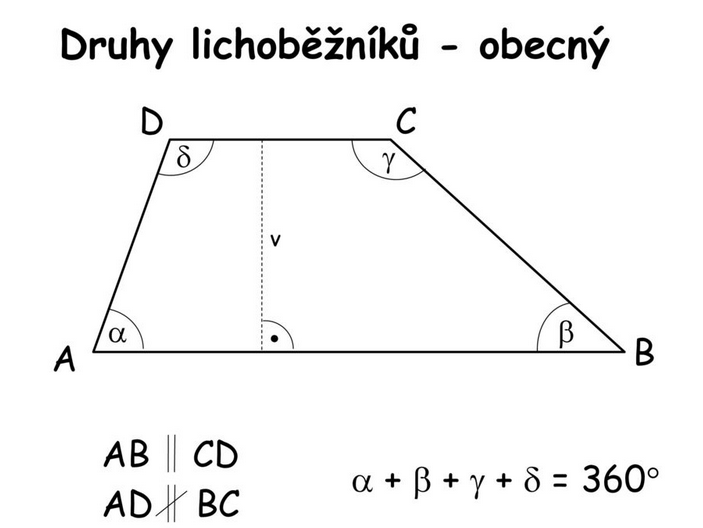 Druhy lichoběžníků - obecný
D
C
δ
γ
v
α
β
A
B
AB || CD
AD ∦ BC
α + β + γ + δ = 360°